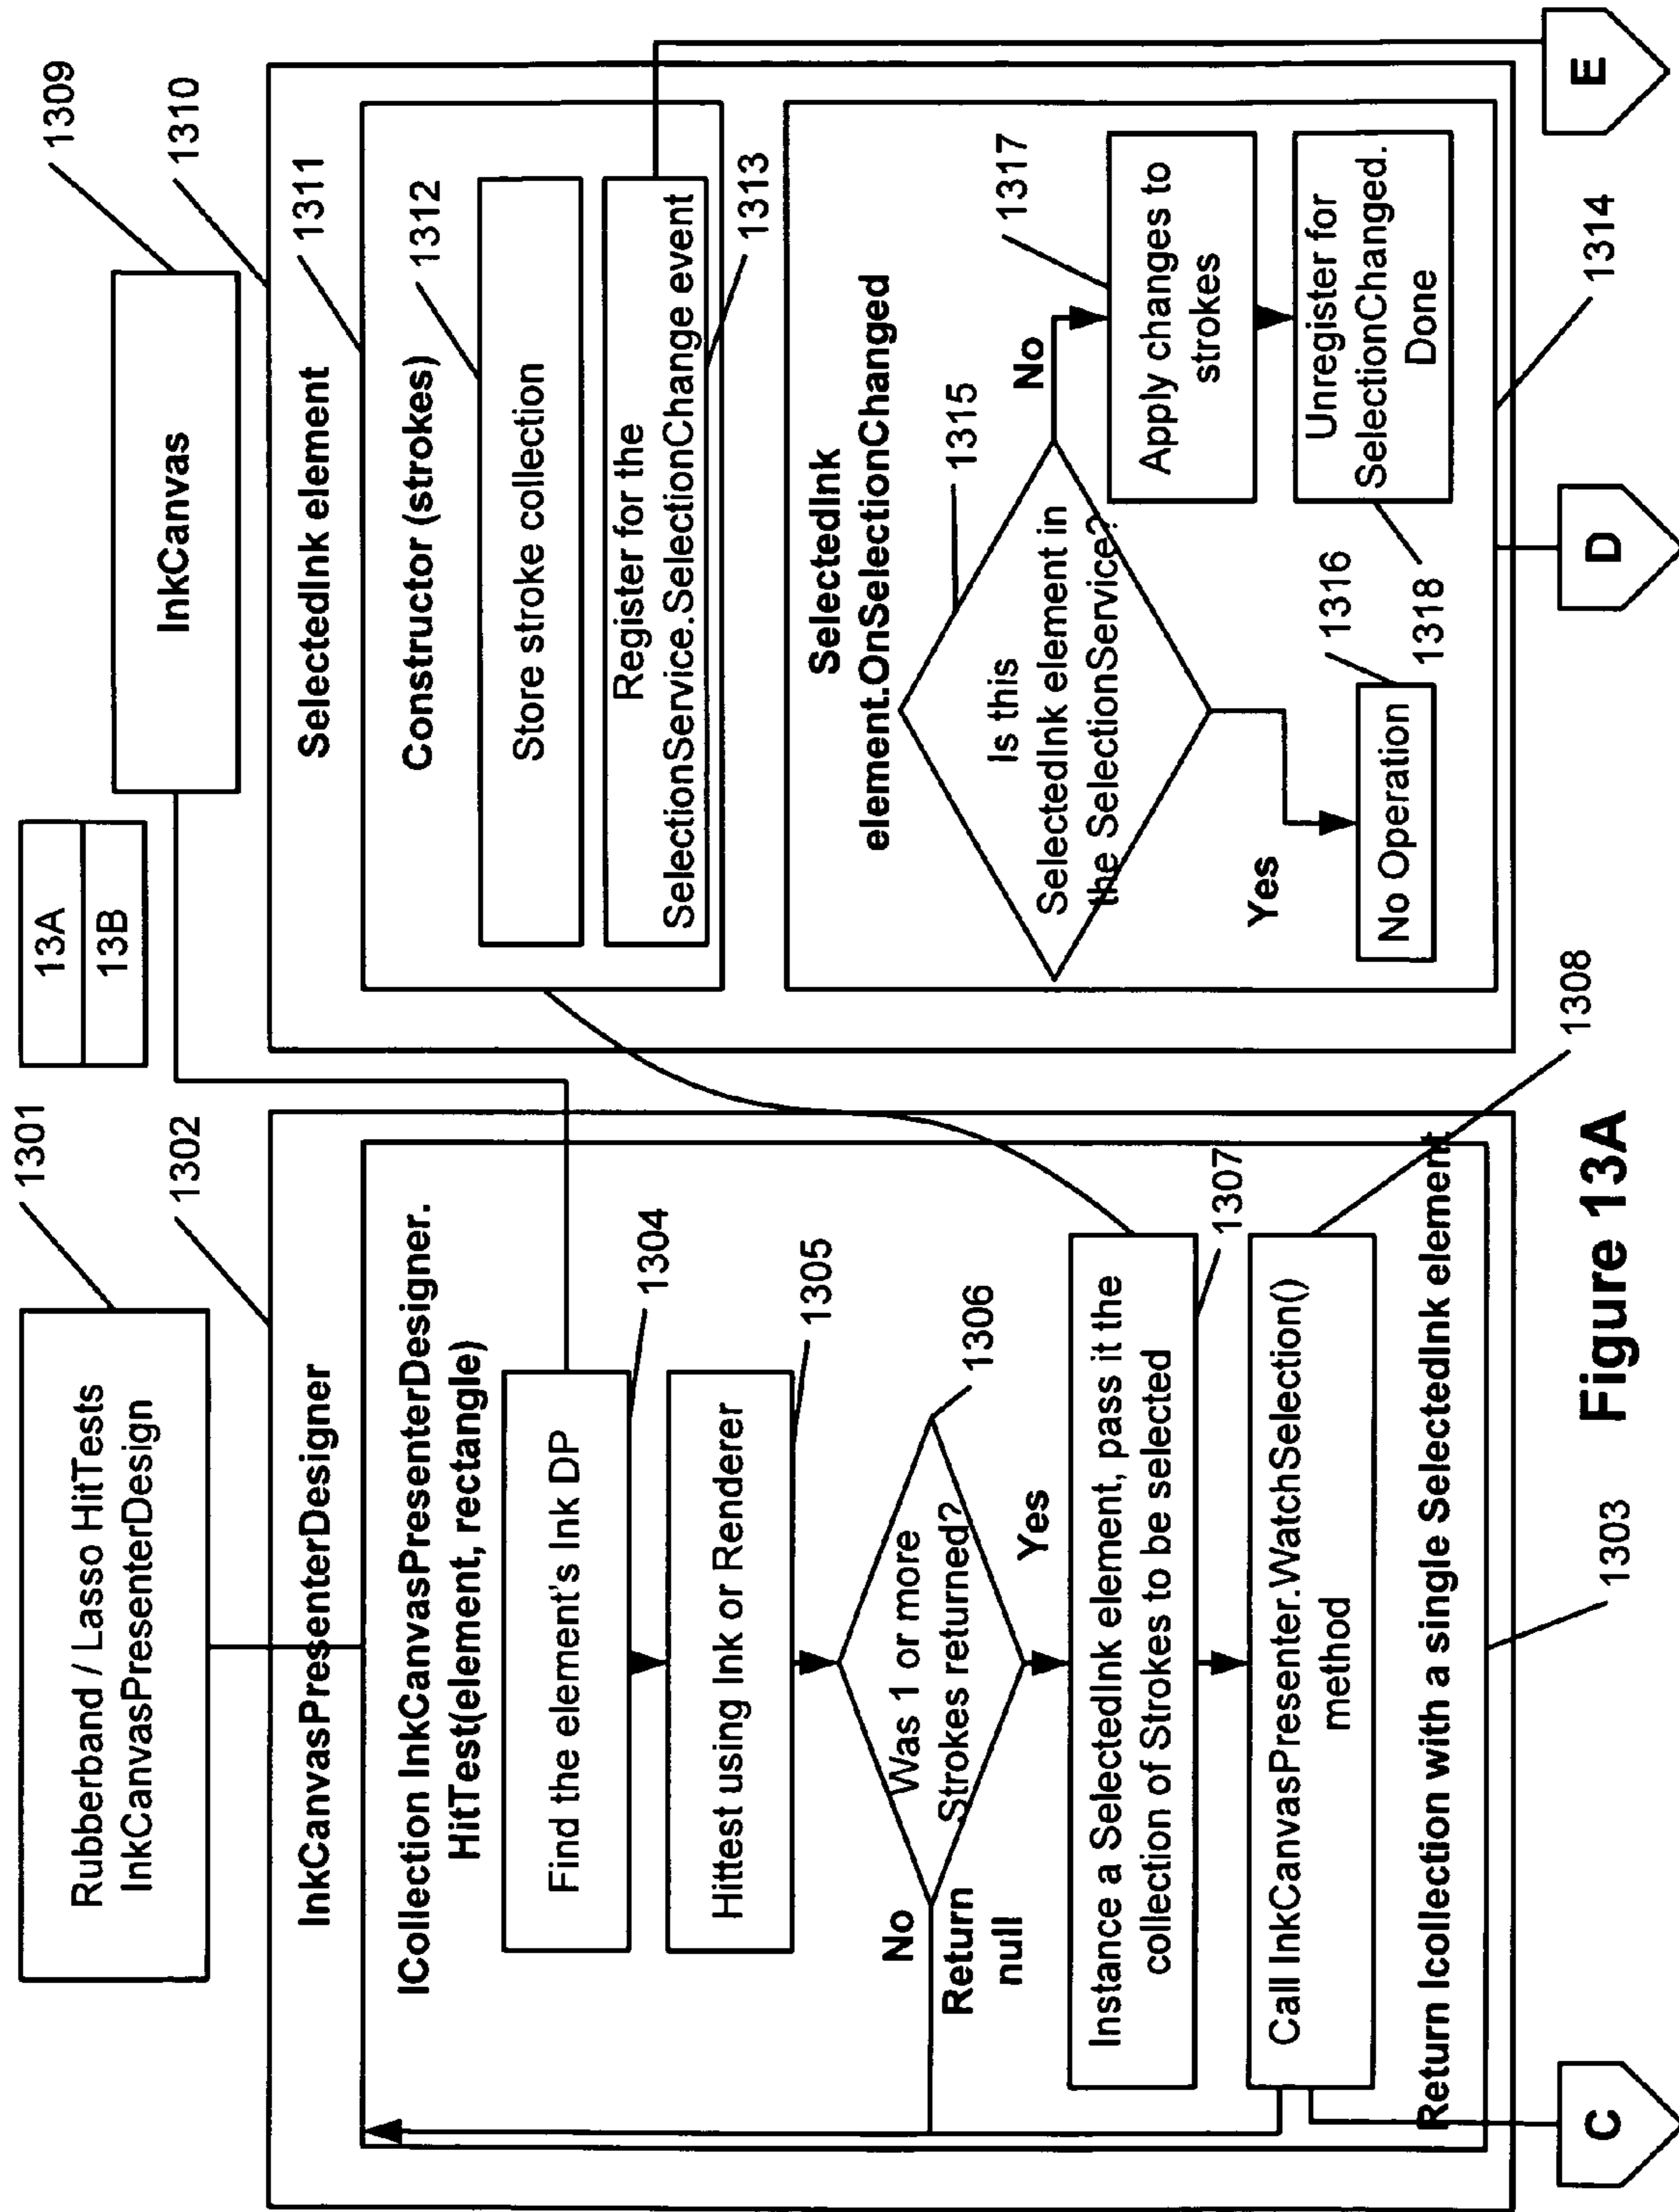 13A
13B
Rubberband / Lasso HitTests
InkCanvasPresenterDesign
1301
InkCanvasPresenterDesigner
1302
ICollection InkCanvasPresenterDesigner.
HitTest(element, rectangle)
Find the element's Ink DP
1304
Hittest using Ink or Renderer
1305
Was 1 or more
Strokes returned?
1306
No
Return
null
Yes
Instance a SelectedInk element, pass it the
collection of Strokes to be selected
1307
Call InkCanvasPresenter.WatchSelection()
method
1308
Return Icollection with a single SelectedInk element
1303
C
InkCanvas
1309
1310
SelectedInk element
1311
Constructor (strokes)
1312
Store stroke collection
Register for the
SelectionService.SelectionChange event
1313
SelectedInk
element.OnSelectionChanged
Is this
SelectedInk element in
the SelectionService?
1315
No
1317
Apply changes to
strokes
Unregister for
SelectionChanged.
Done
1318
Yes
No Operation
1316
1314
D
E
Figure 13A